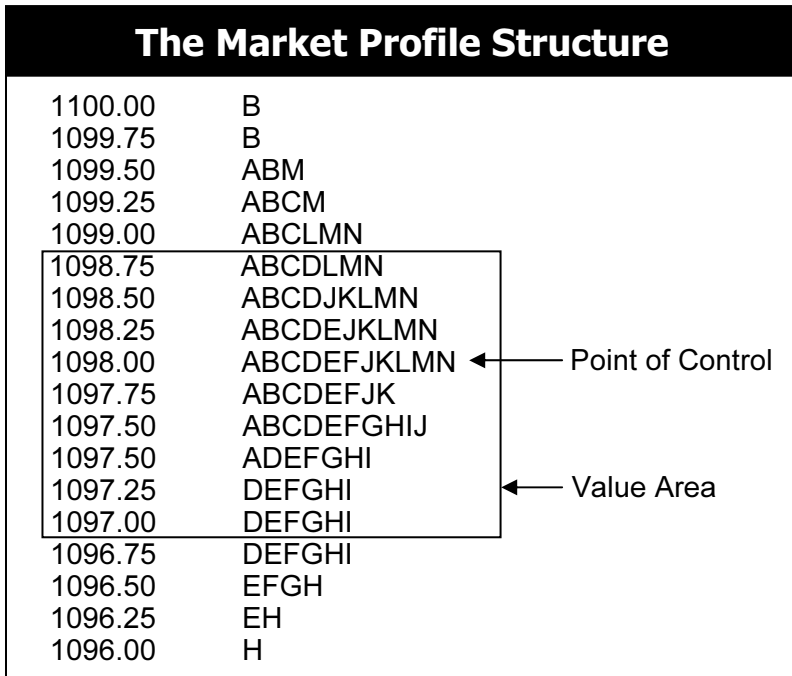 The Market Profile Structure
1100.00 B
1099.75 B
1099.50 ABM
1099.25 ABCM
1099.00 ABCLMN
1098.75 ABCDLMN
1098.50 ABCDJKLMN
1098.25 ABCDEJKLMN
1098.00 ABCDEFJKLMN Point of Control
1097.75 ABCDEFJK
1097.50 ABCDEFGHIJ
1097.50 ADEFGHI
1097.25 DEFGHI Value Area
1097.00 DEFGHI
1096.75 DEFGHI
1096.50 EFGH
1096.25 EH
1096.00 H